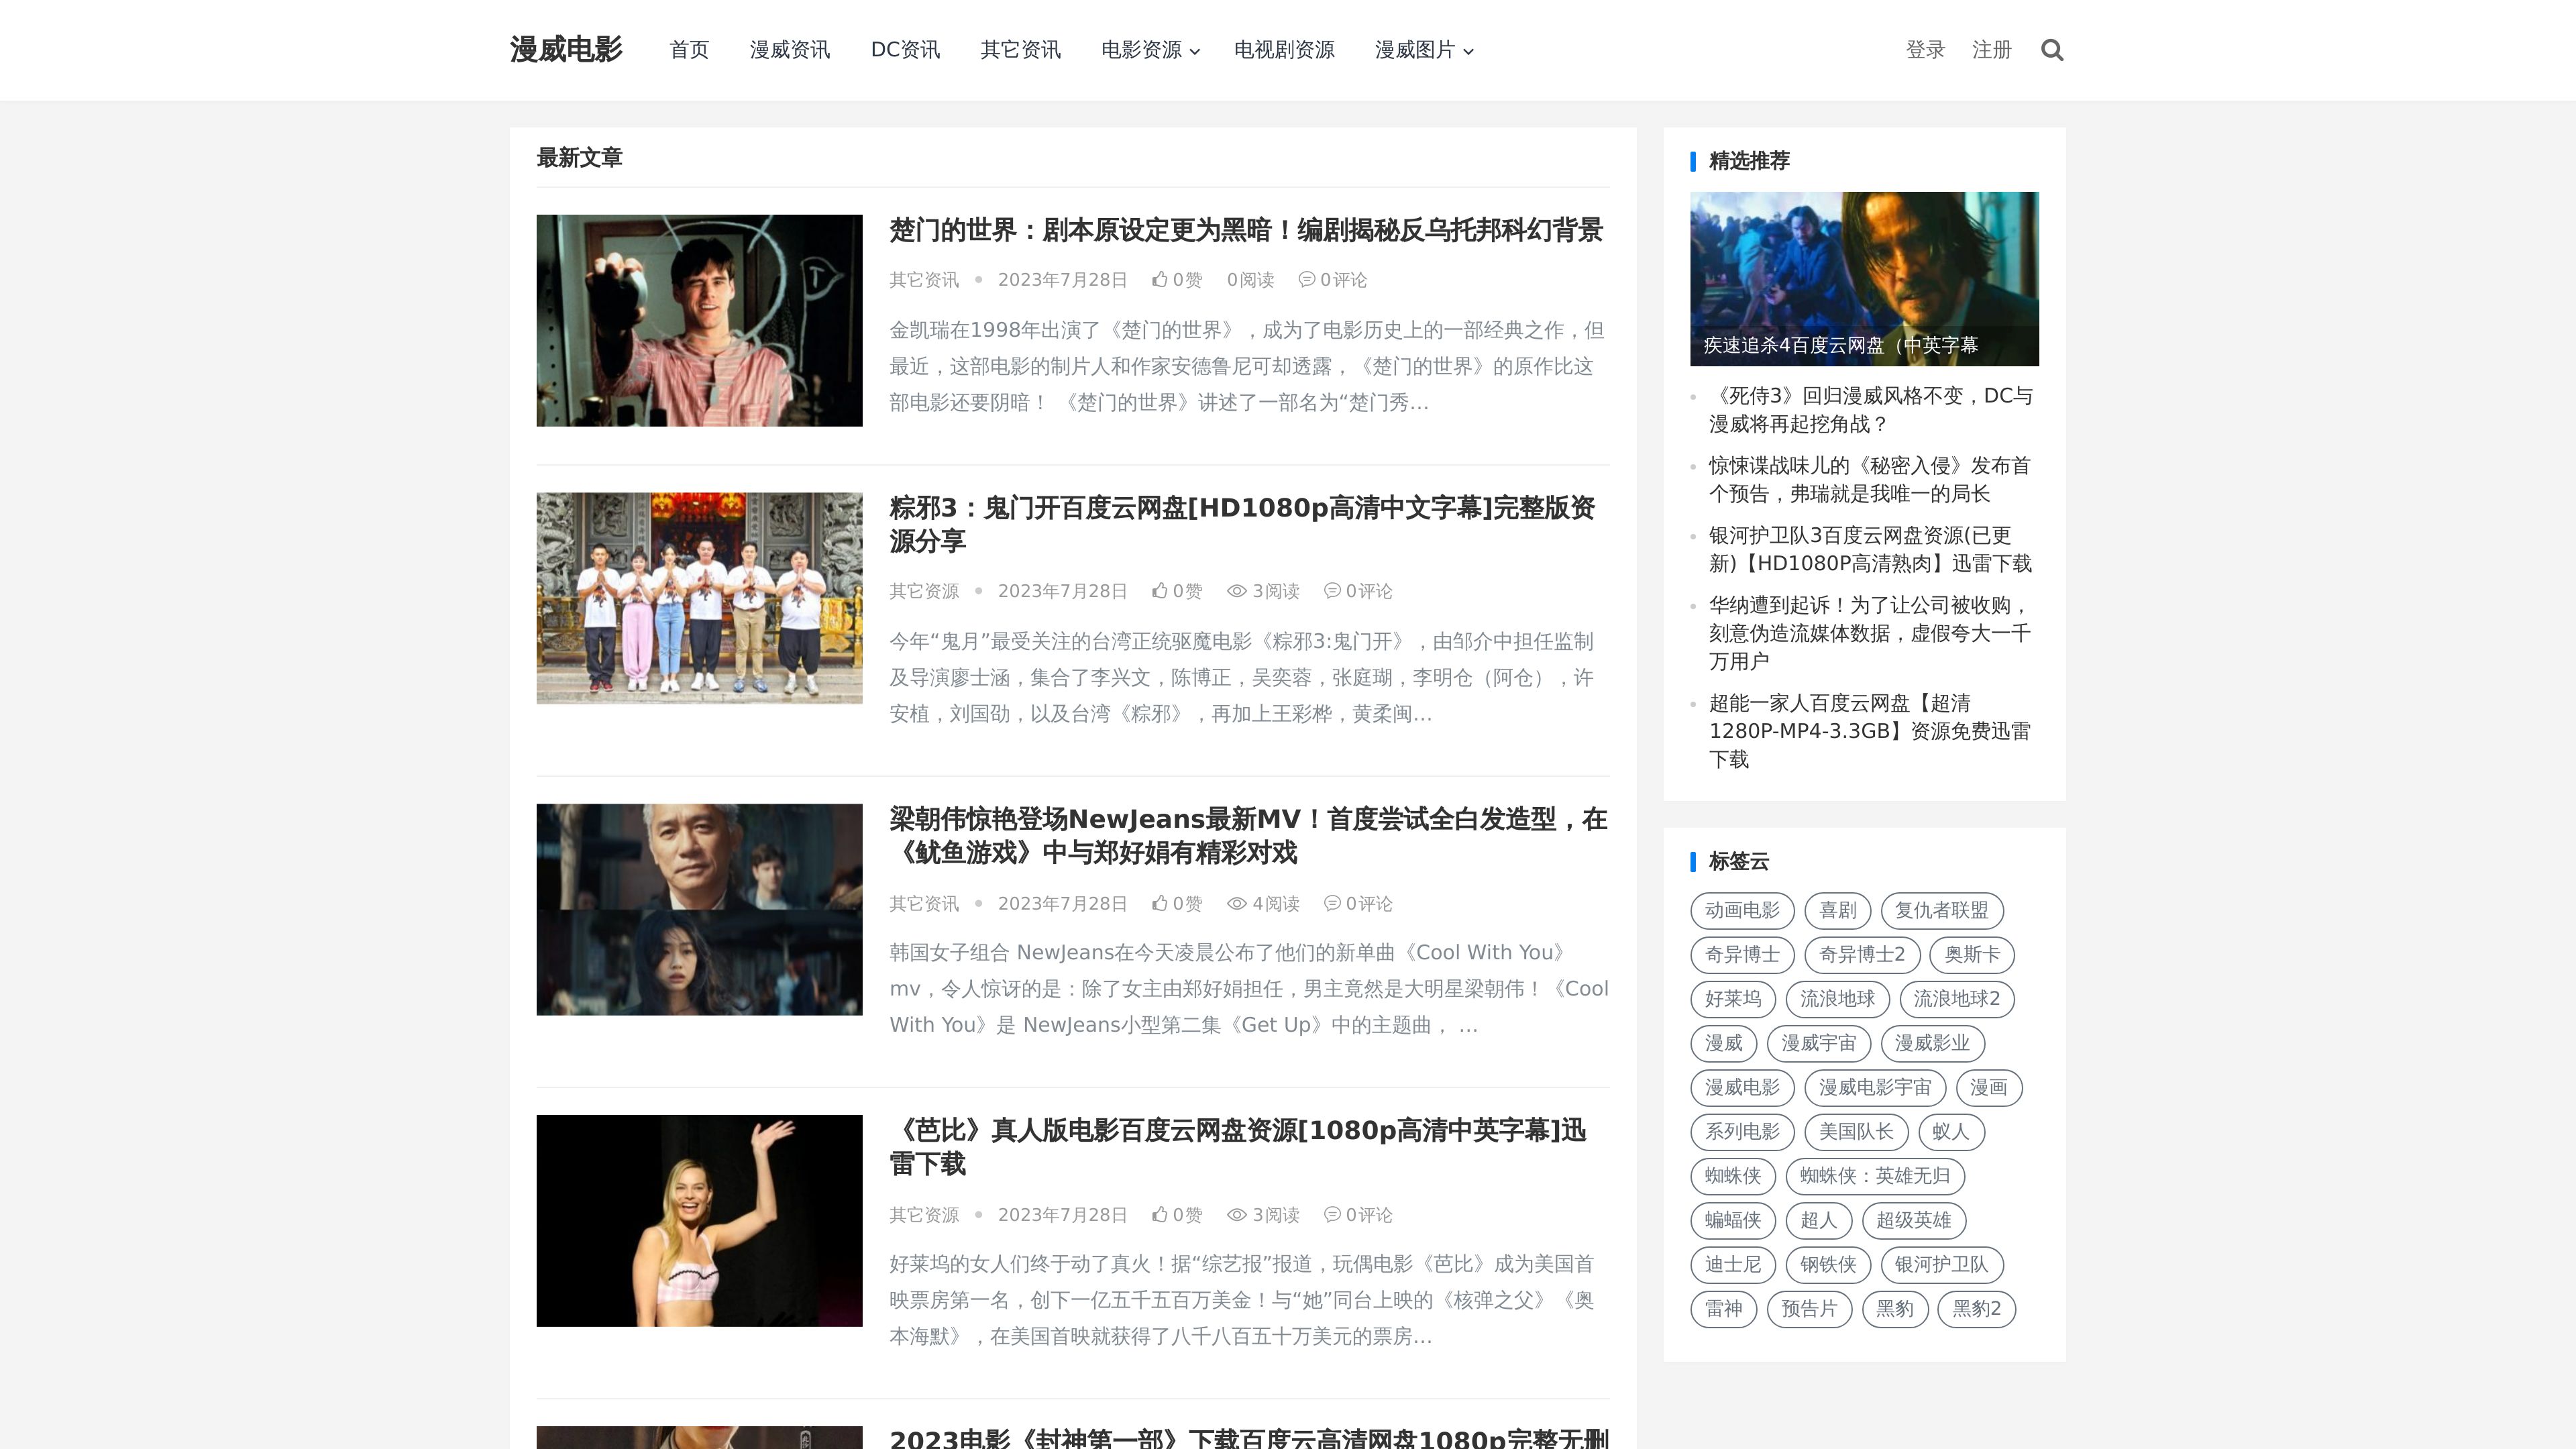 漫威电影
首页
漫威资讯
DC资讯
其它资讯
电影资源
电视剧资源
漫威图片
登录
注册
最新文章
楚门的世界：剧本原设定更为黑暗！编剧揭秘反乌托邦科幻背景
其它资讯 2023年7月28日 0赞 0阅读 0评论
金凯瑞在1998年出演了《楚门的世界》，成为了电影历史上的一部经典之作，但
最近，这部电影的制片人和作家安德鲁尼可却透露，《楚门的世界》的原作比这
部电影还要阴暗！ 《楚门的世界》讲述了一部名为“楚门秀…
粽邪3：鬼门开百度云网盘[HD1080p高清中文字幕]完整版资
源分享
其它资源 2023年7月28日 0赞 3阅读 0评论
今年“鬼月”最受关注的台湾正统驱魔电影《粽邪3:鬼门开》，由邹介中担任监制
及导演廖士涵，集合了李兴文，陈博正，吴奕蓉，张庭瑚，李明仓（阿仓），许
安植，刘国劭，以及台湾《粽邪》，再加上王彩桦，黄柔闽…
梁朝伟惊艳登场NewJeans最新MV！首度尝试全白发造型，在
《鱿鱼游戏》中与郑好娟有精彩对戏
其它资讯 2023年7月28日 0赞 4阅读 0评论
韩国女子组合 NewJeans在今天凌晨公布了他们的新单曲《Cool With You》
mv，令人惊讶的是：除了女主由郑好娟担任，男主竟然是大明星梁朝伟！《Cool
With You》是 NewJeans小型第二集《Get Up》中的主题曲， …
《芭比》真人版电影百度云网盘资源[1080p高清中英字幕]迅
雷下载
其它资源 2023年7月28日 0赞 3阅读 0评论
好莱坞的女人们终于动了真火！据“综艺报”报道，玩偶电影《芭比》成为美国首
映票房第一名，创下一亿五千五百万美金！与“她”同台上映的《核弹之父》《奥
本海默》，在美国首映就获得了八千八百五十万美元的票房…
2023电影《封神第一部》下载百度云高清网盘1080p完整无删
精选推荐
疾速追杀4百度云网盘（中英字幕
《死侍3》回归漫威风格不变，DC与
漫威将再起挖角战？
惊悚谍战味儿的《秘密入侵》发布首
个预告，弗瑞就是我唯一的局长
银河护卫队3百度云网盘资源(已更
新)【HD1080P高清熟肉】迅雷下载
华纳遭到起诉！为了让公司被收购，
刻意伪造流媒体数据，虚假夸大一千
万用户
超能一家人百度云网盘【超清
1280P-MP4-3.3GB】资源免费迅雷
下载
标签云
动画电影 喜剧 复仇者联盟
奇异博士 奇异博士2 奥斯卡
好莱坞 流浪地球 流浪地球2
漫威 漫威宇宙 漫威影业
漫威电影 漫威电影宇宙 漫画
系列电影 美国队长 蚁人
蜘蛛侠 蜘蛛侠：英雄无归
蝙蝠侠 超人 超级英雄
迪士尼 钢铁侠 银河护卫队
雷神 预告片 黑豹 黑豹2